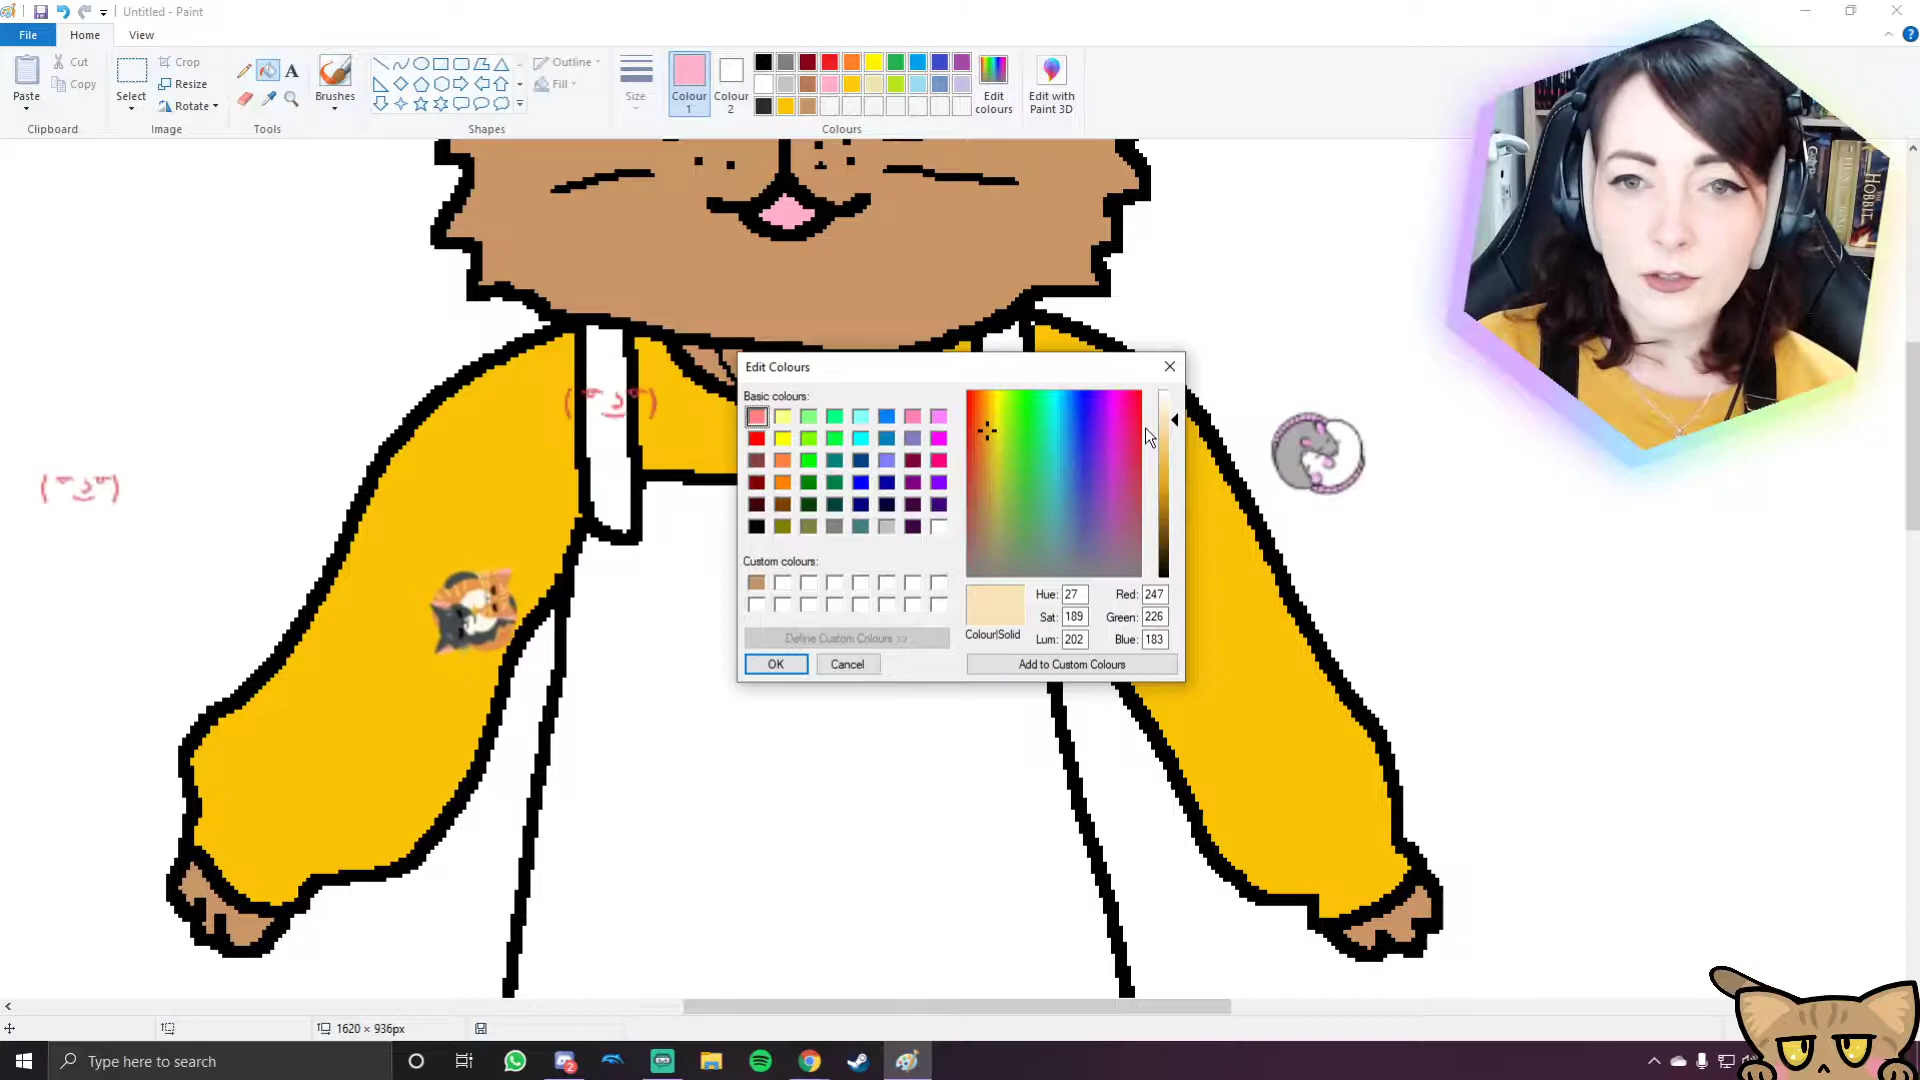 Untitled - Paint
File
Home
View
Paste
Cut
Copy
Clipboard
Select
Crop
Resize
Rotate
Image
A
Tools
Brushes
Shapes
Outline
Fill
Size
Colour 1
Colour 2
Edit colours
Colours
Edit with Paint 3D
?
HOBBIT
Edit Colours
Basic colours:
Custom colours:
Define Custom Colours >>
OK
Cancel
Hue: 27
Sat: 189
Lum: 202
Red: 247
Green: 226
Blue: 183
Colour|Solid
Add to Custom Colours
1620 × 936px
Type here to search
2